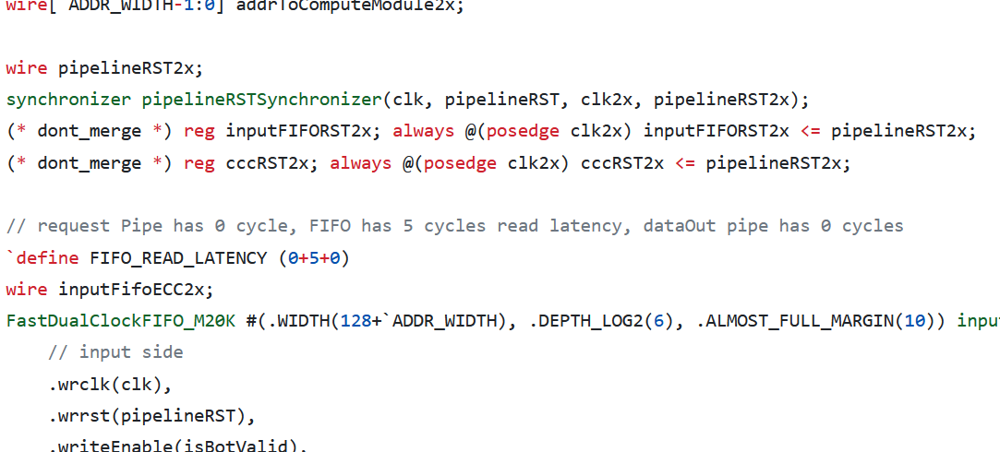 wire[`ADDR_WIDTH-1:0] addrToComputeModule2x;
wire pipelineRST2x;
synchronizer pipelineRSTSynchronizer(clk, pipelineRST, clk2x, pipelineRST2x);
(* dont_merge *) reg inputFIFORST2x; always @(posedge clk2x) inputFIFORST2x <= pipelineRST2x;
(* dont_merge *) reg cccRST2x; always @(posedge clk2x) cccRST2x <= pipelineRST2x;
// request Pipe has 0 cycle, FIFO has 5 cycles read latency, dataOut pipe has 0 cycles
`define FIFO_READ_LATENCY (0+5+0)
wire inputFifoECC2x;
FastDualClockFIFO_M20K #(.WIDTH(128+`ADDR_WIDTH), .DEPTH_LOG2(6), .ALMOST_FULL_MARGIN(10))
// input side
.wrclk(clk),
.wrrst(pipelineRST),
.writeEnable(isBotValid),